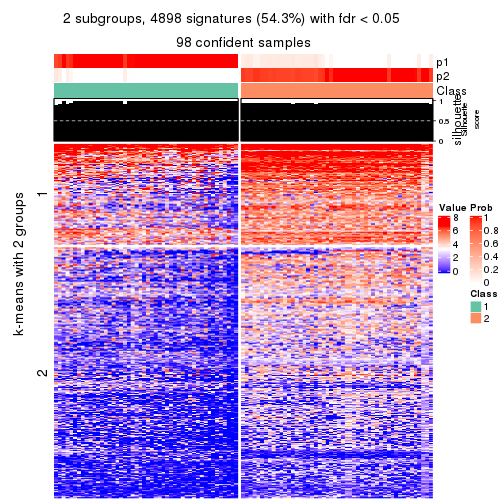 2 subgroups, 4898 signatures (54.3%) with fdr < 0.05
98 confident samples
p1
p2
Class
1
0.5
0
silhouette
Silhouette
score
k-means with 2 groups
1
2
Value
8
6
4
2
0
Prob
1
0.8
0.6
0.4
0.2
0
Class
1
2